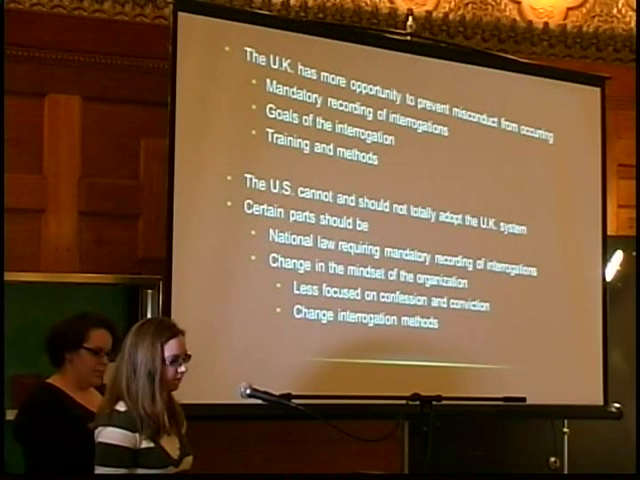 The U.K. has more opportunity to prevent misconduct from occurring
Mandatory recording of interrogations
Goals of the interrogation
Training and methods
The U.S. cannot and should not totally adopt the U.K. system
Certain parts should be
National law requiring mandatory recording of interrogations
Change in the mindset of the organization
Less focused on confession and conviction
Change interrogation methods